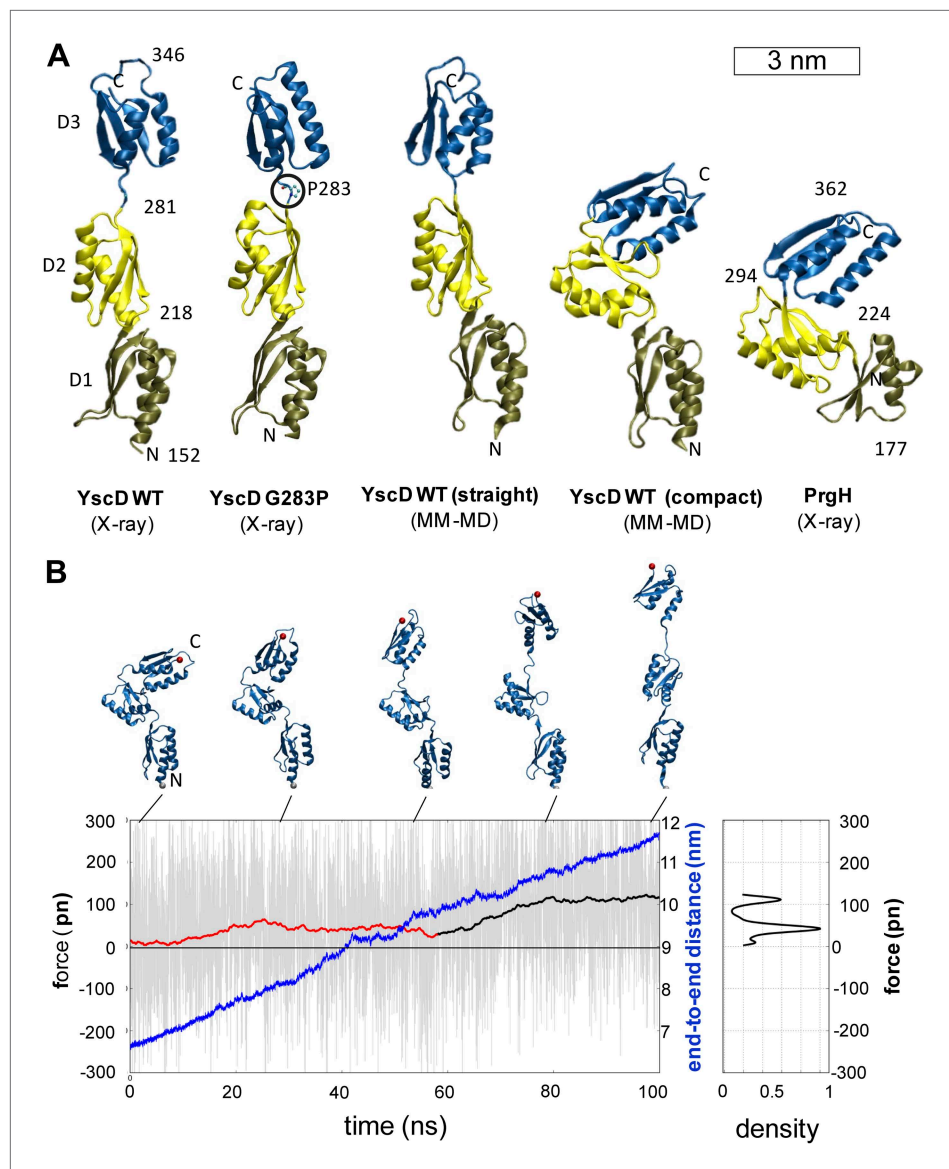 A
346
C
D3
281
D2
218
D1
N 152
YscD WT
(X-ray)
C
P283
N
YscD G283P
(X-ray)
C
N
YscD WT (straight)
(MM-MD)
C
N
YscD WT (compact)
(MM-MD)
3 nm
362
C
294
224
N
177
PrgH
(X-ray)
B
C
N
300
200
100
0
-100
-200
-300
force (pn)
0
20
40
60
80
100
time (ns)
12
11
10
9
8
7
end-to-end distance (nm)
300
200
100
0
-100
-200
-300
force (pn)
0
0.5
1
density